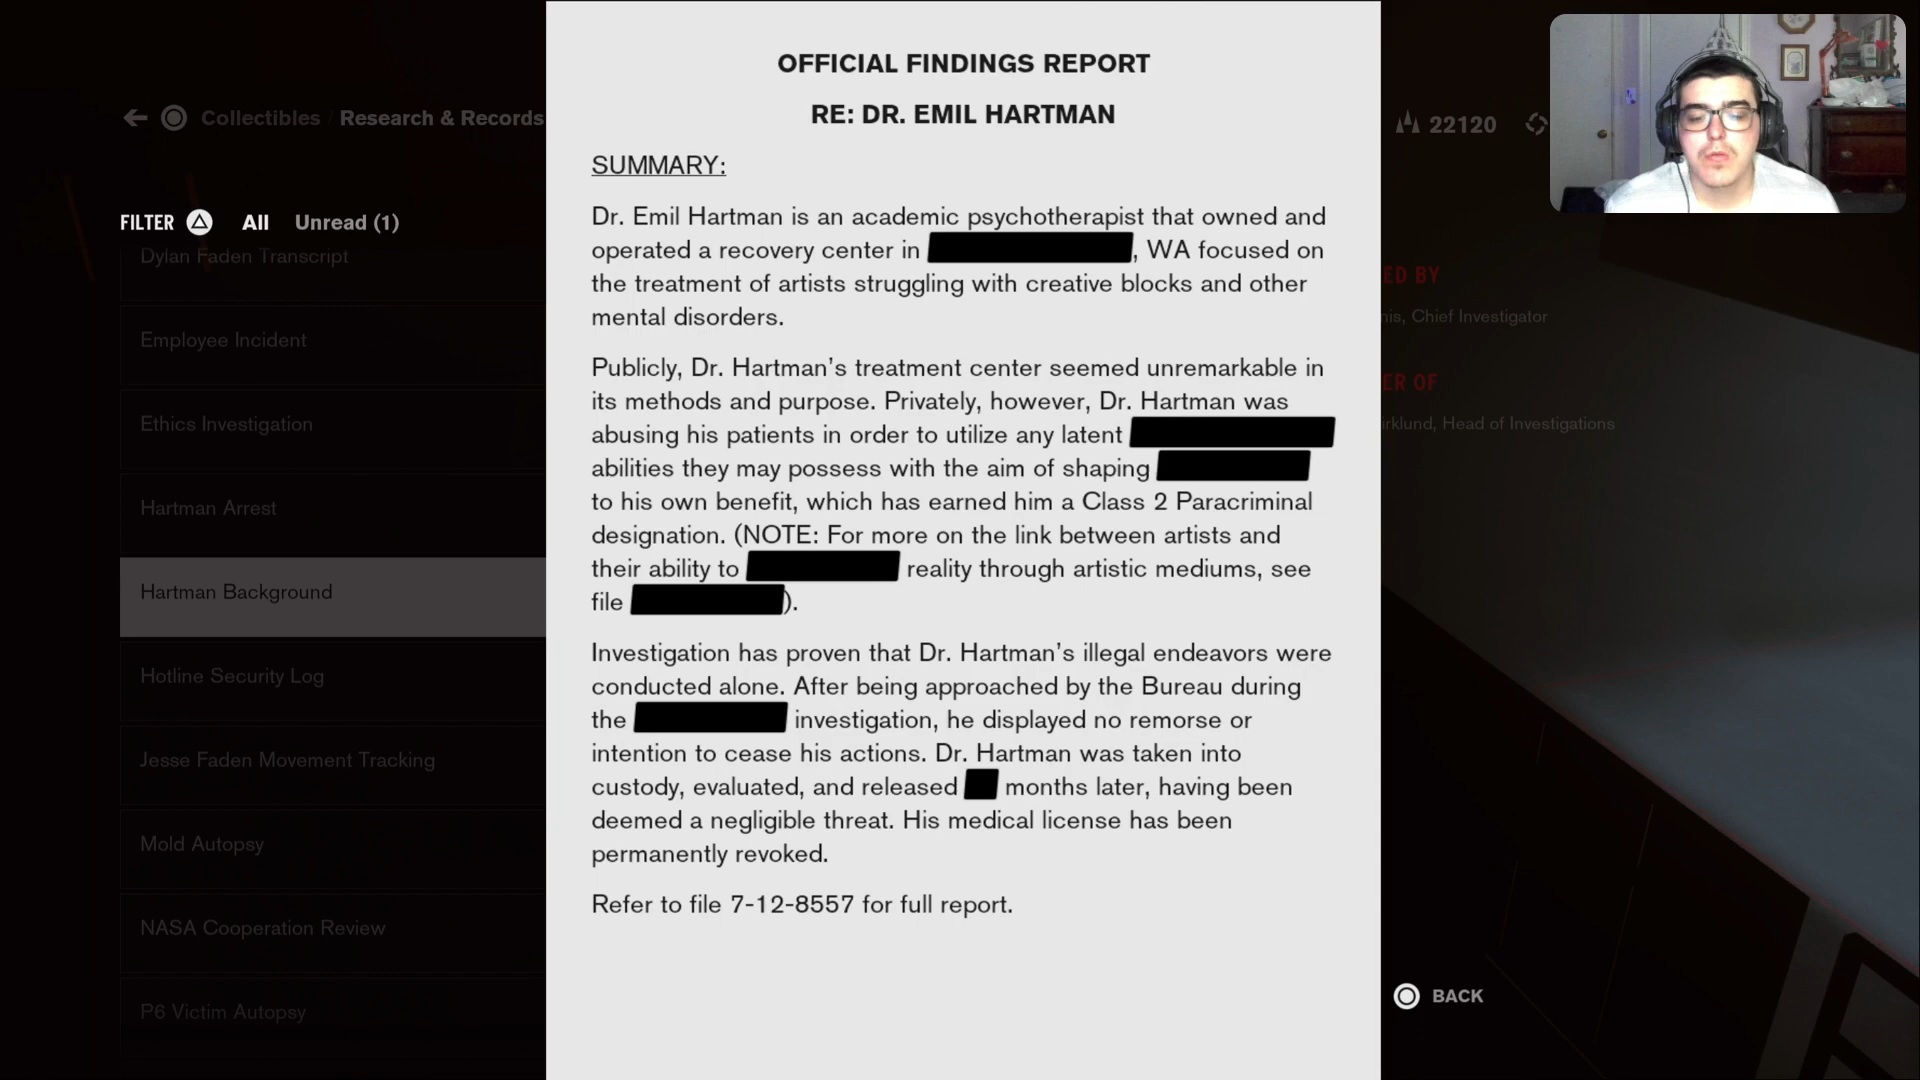 OFFICIAL FINDINGS REPORT
RE: DR. EMIL HARTMAN
SUMMARY:
Dr. Emil Hartman is an academic psychotherapist that owned and
operated a recovery center in , WA focused on
the treatment of artists struggling with creative blocks and other
mental disorders.
Publicly, Dr. Hartman's treatment center seemed unremarkable in
its methods and purpose. Privately, however, Dr. Hartman was
abusing his patients in order to utilize any latent
abilities they may possess with the aim of shaping
to his own benefit, which has earned him a Class 2 Paracriminal
designation. (NOTE: For more on the link between artists and
their ability to reality through artistic mediums, see
file ).
Investigation has proven that Dr. Hartman's illegal endeavors were
conducted alone. After being approached by the Bureau during
the investigation, he displayed no remorse or
intention to cease his actions. Dr. Hartman was taken into
custody, evaluated, and released months later, having been
deemed a negligible threat. His medical license has been
permanently revoked.
Refer to file 7-12-8557 for full report.
Collectibles / Research & Records
FILTER All Unread (1)
Dylan Faden Transcript
Employee Incident
Ethics Investigation
Hartman Arrest
Hartman Background
Hotline Security Log
Jesse Faden Movement Tracking
Mold Autopsy
NASA Cooperation Review
P6 Victim Autopsy
22120
BY
, Chief Investigator
OF
, Head of Investigations
BACK